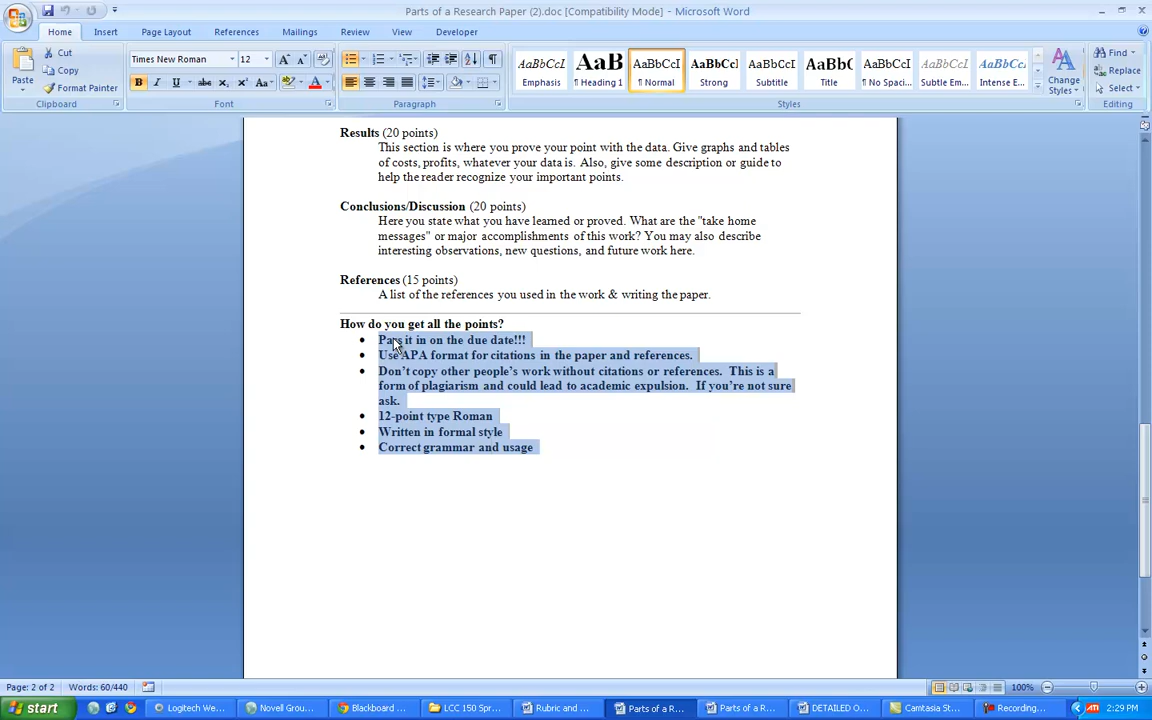 Parts of a Research Paper (2).doc [Compatibility Mode] - Microsoft Word
Home Insert Page Layout References Mailings Review View Developer
Paste
Cut
Copy
Format Painter
Clipboard
Times New Roman 12
B I U abc x₂ x² Aa
Font
Paragraph
AaBbCcI AaB AaBbCcI AaBbCcI AaBbCcI AaBb( AaBbCcI AaBbCcI AaBbCcI
Emphasis ¶ Heading 1 ¶ Normal Strong Subtitle Title ¶ No Spaci... Subtle Em... Intense E...
Change Styles
Styles
Find
Replace
Select
Editing
Results (20 points)
This section is where you prove your point with the data. Give graphs and tables
of costs, profits, whatever your data is. Also, give some description or guide to
help the reader recognize your important points.
Conclusions/Discussion (20 points)
Here you state what you have learned or proved. What are the "take home
messages" or major accomplishments of this work? You may also describe
interesting observations, new questions, and future work here.
References (15 points)
A list of the references you used in the work & writing the paper.
How do you get all the points?
• Pass it in on the due date!!!
• Use APA format for citations in the paper and references.
• Don't copy other people's work without citations or references. This is a
form of plagiarism and could lead to academic expulsion. If you're not sure
ask.
• 12-point type Roman
• Written in formal style
• Correct grammar and usage
Page: 2 of 2 Words: 60/440 100%
start Logitech We... Novell Grou... Blackboard ... LCC 150 Spr... Rubric and ... Parts of a R... Parts of a R... DETAILED O... Camtasia St... Recording... ATI 2:29 PM